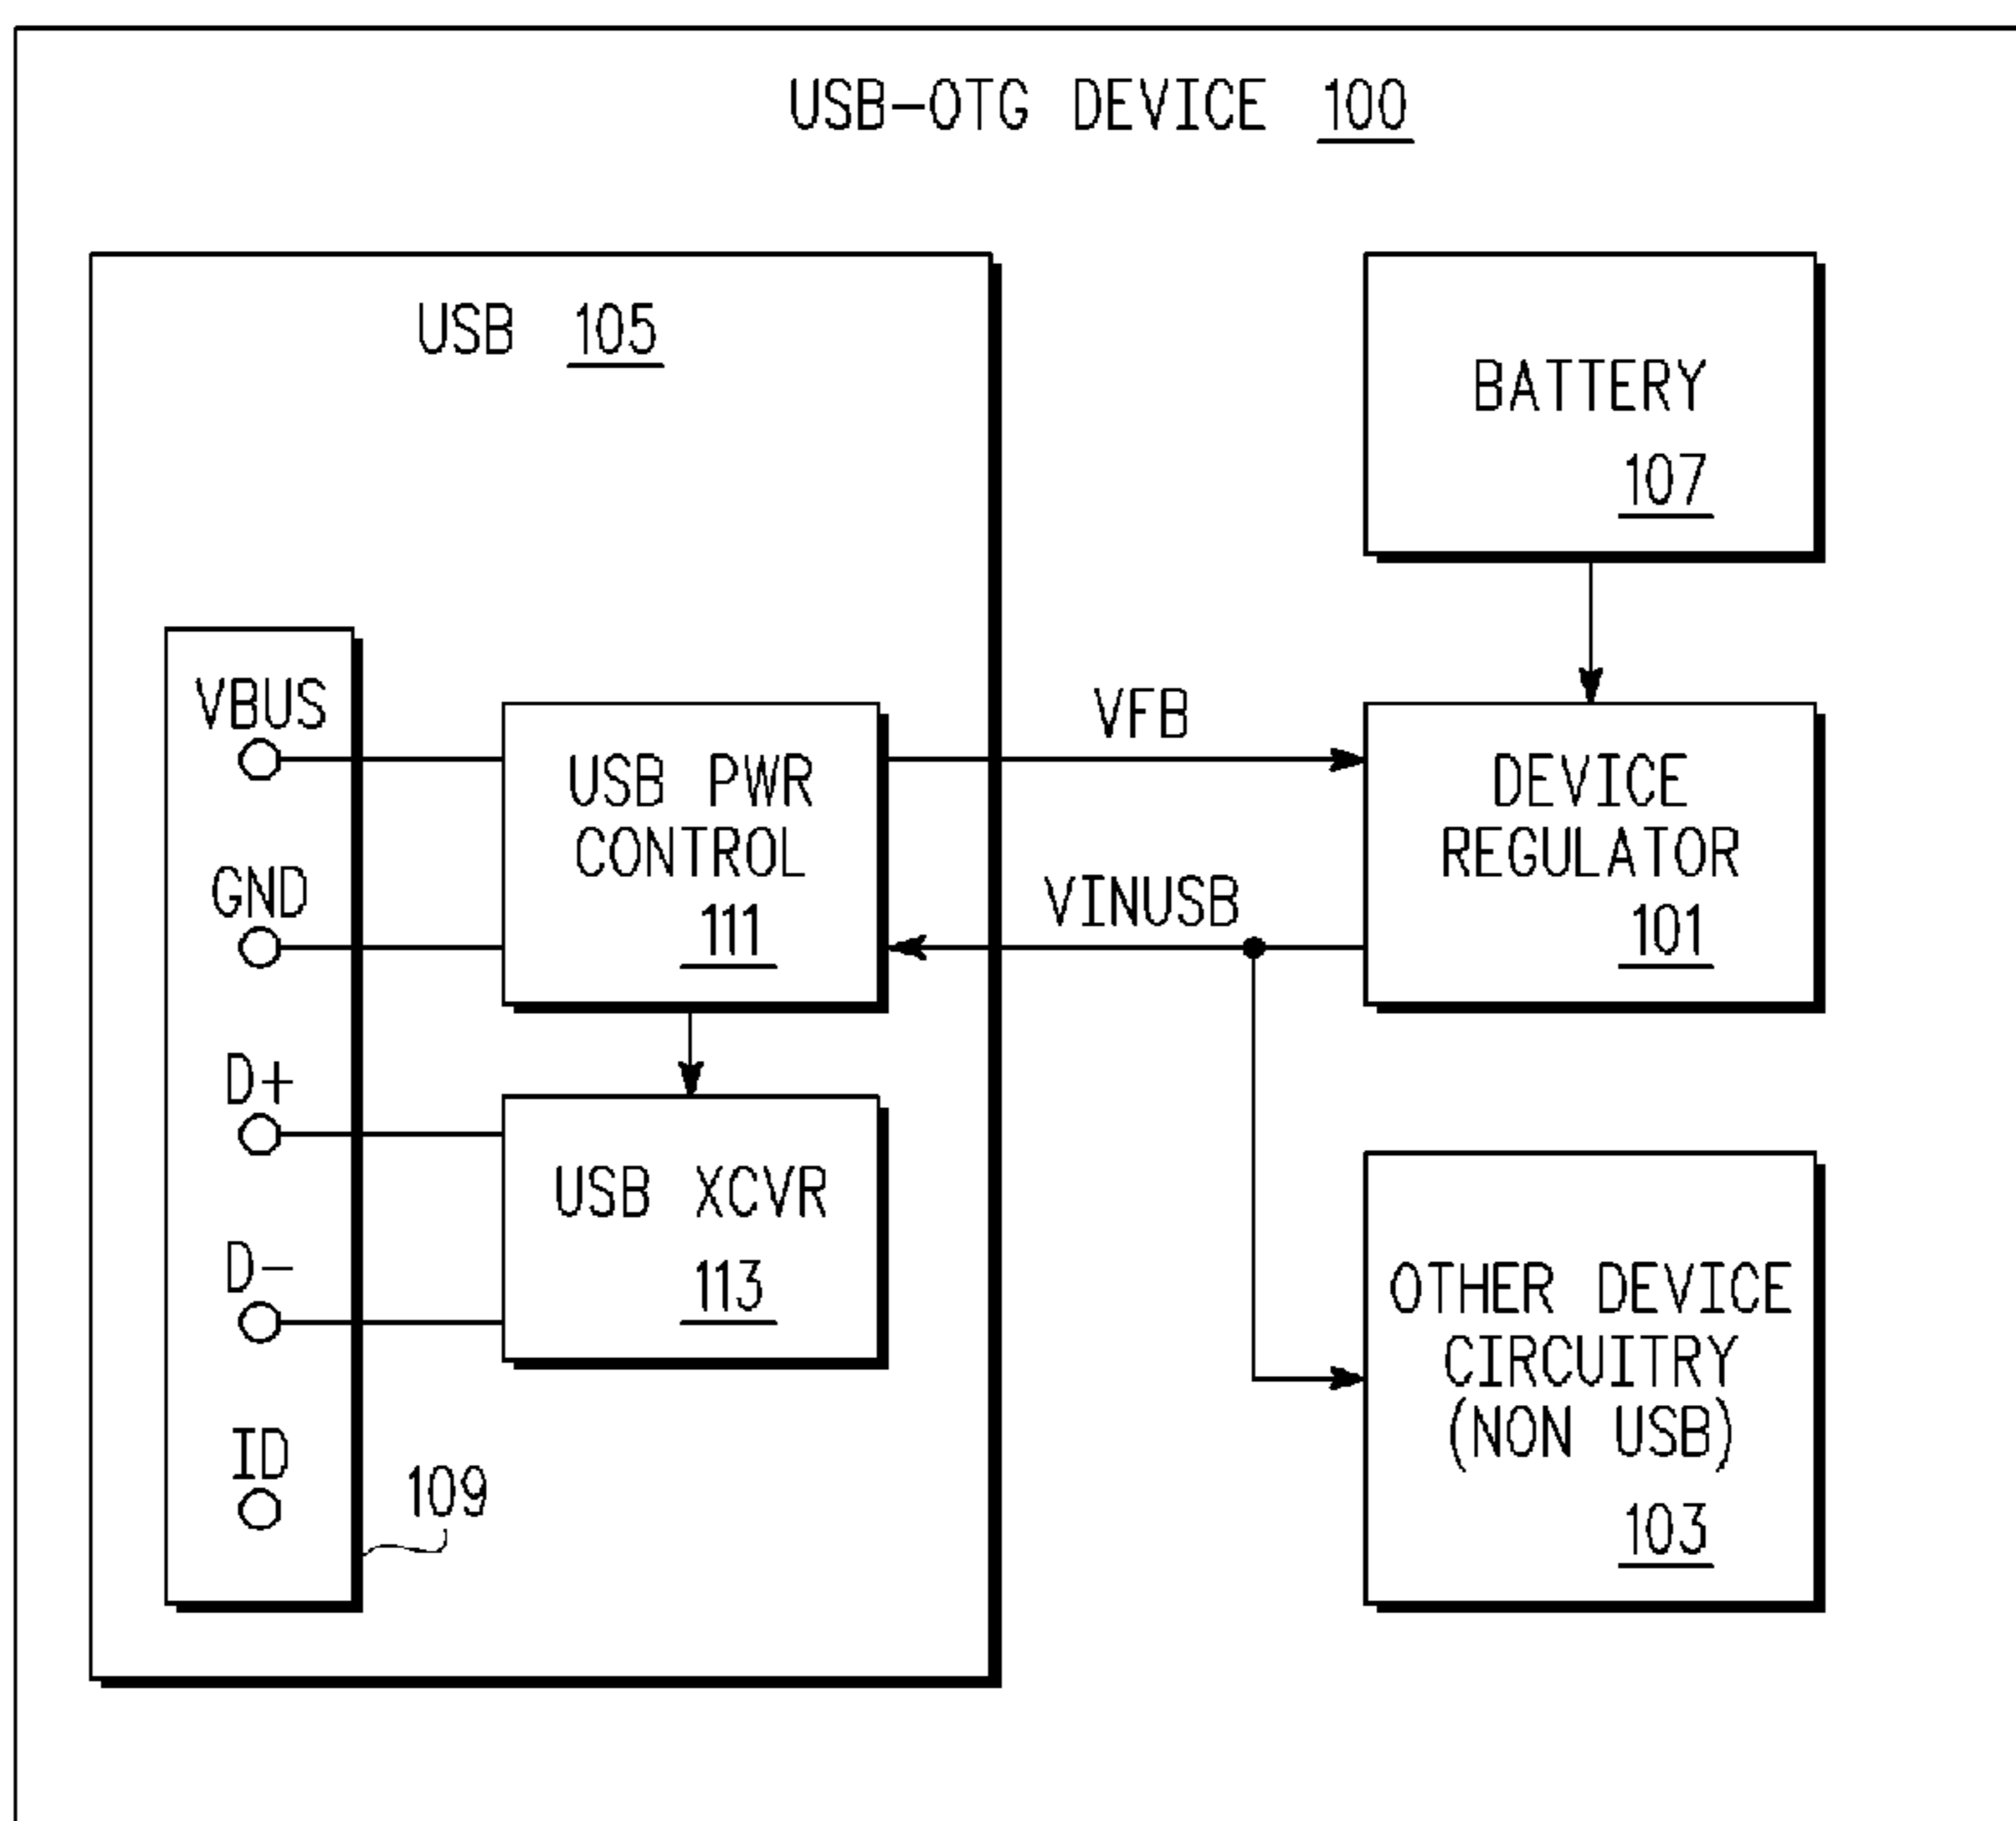 USB-OTG DEVICE 100
USB 105
BATTERY
107
VBUS
GND
D+
D-
ID
109
USB PWR
CONTROL
111
USB XCVR
113
VFB
VINUSB
DEVICE
REGULATOR
101
OTHER DEVICE
CIRCUITRY
(NON USB)
103